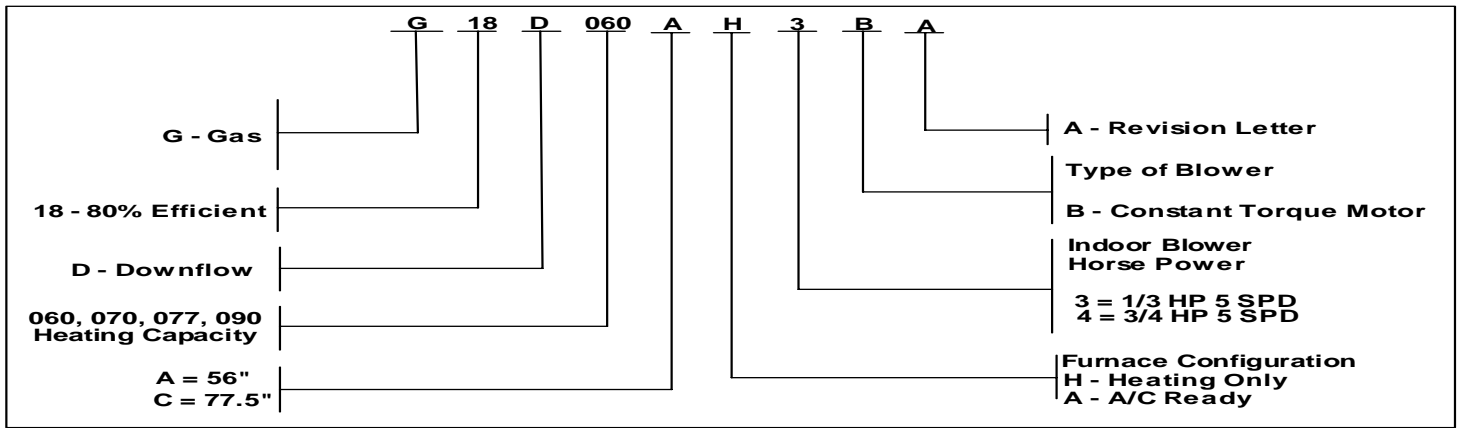 G 18 D 060 A H 3 B A
G - Gas
18 - 80% Efficient
D - Downflow
060, 070, 077, 090
Heating Capacity
A = 56"
C = 77.5"
A - Revision Letter
Type of Blower
B - Constant Torque Motor
Indoor Blower
Horse Power
3 = 1/3 HP 5 SPD
4 = 3/4 HP 5 SPD
Furnace Configuration
H - Heating Only
A - A/C Ready